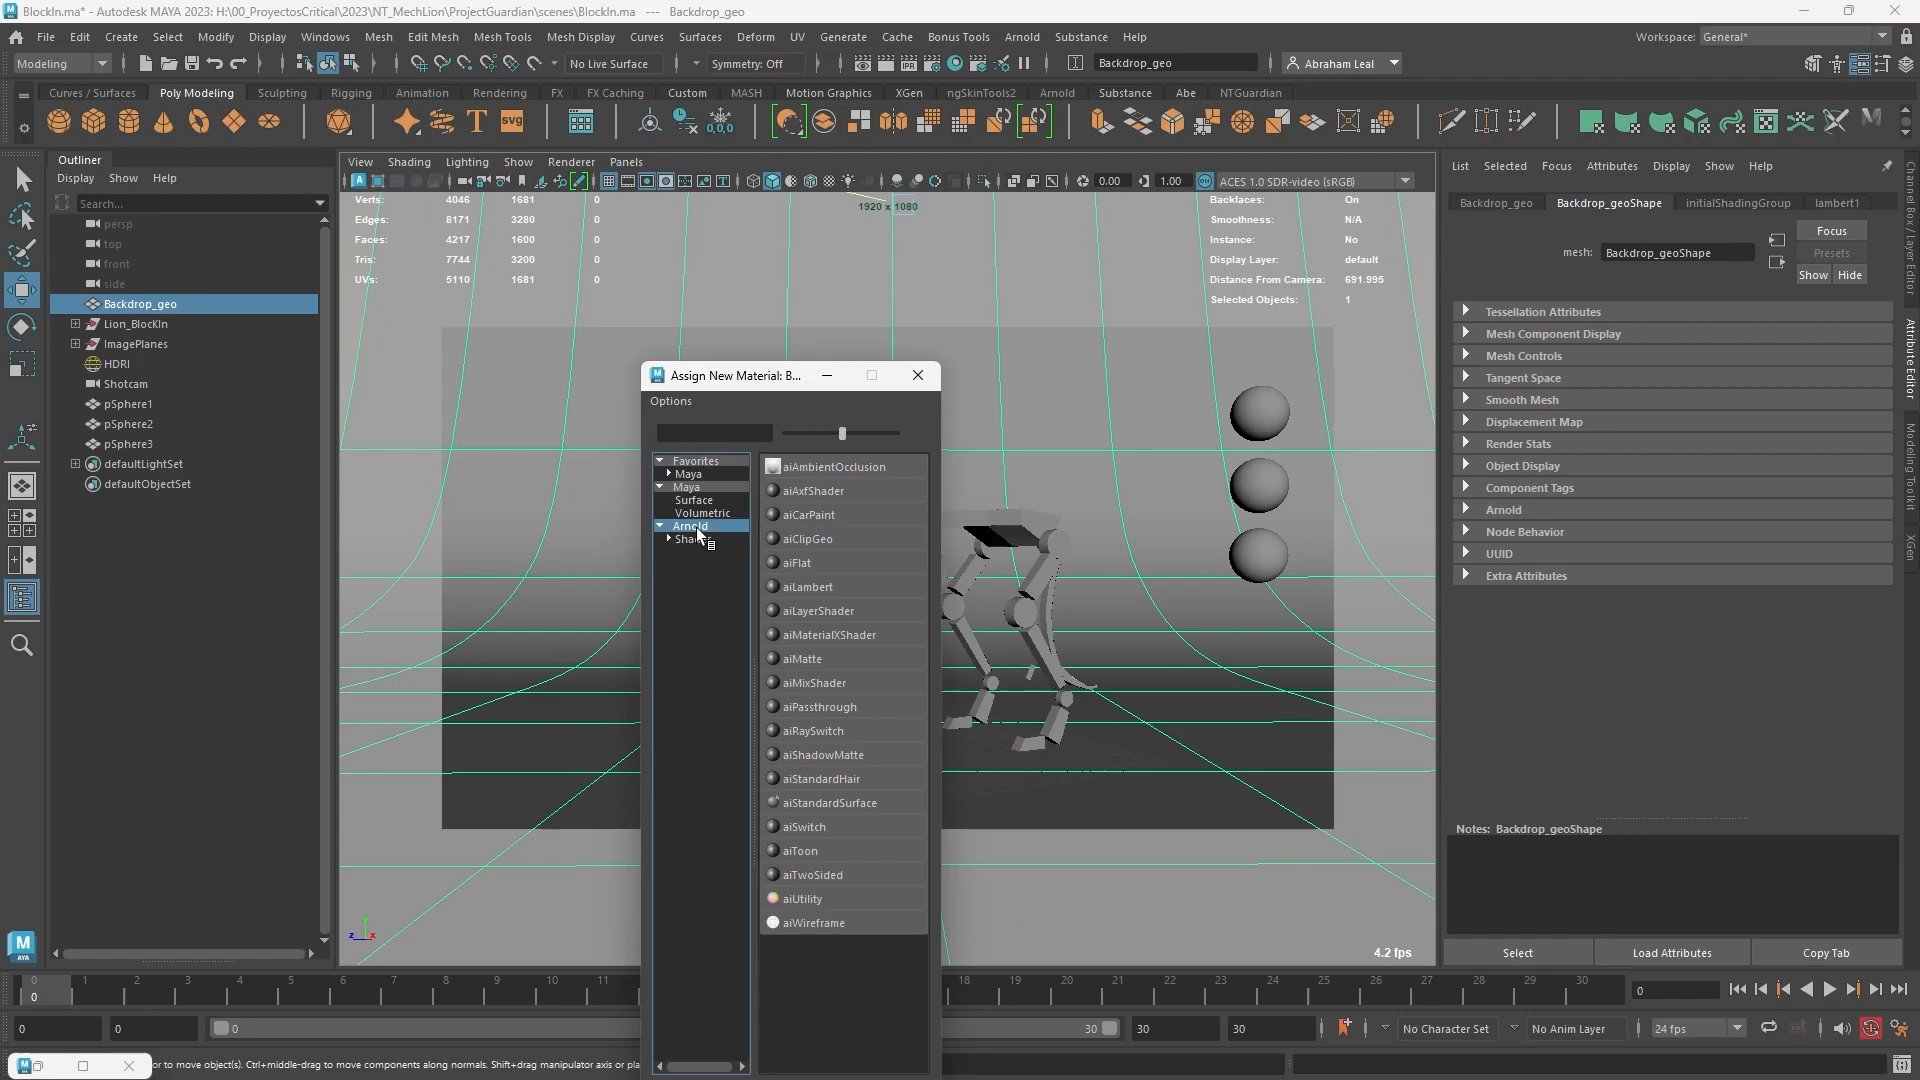 BlockIn.ma* - Autodesk MAYA 2023: H:\00_ProyectosCritical\2023\NT_MechLion\ProjectGuardian\scenes\BlockIn.ma --- Backdrop_geo
File Edit Create Select Modify Display Windows Mesh Edit Mesh Mesh Tools Mesh Display Curves Surfaces Deform UV Generate Cache Bonus Tools Arnold Substance Help
Workspace: General*
Modeling
No Live Surface
Symmetry: Off
Backdrop_geo
Abraham Leal
Curves / Surfaces Poly Modeling Sculpting Rigging Animation Rendering FX FX Caching Custom MASH Motion Graphics XGen ngSkinTools2 Arnold Substance Abe NTGuardian
Outliner
Display Show Help
Search...
persp
top
front
side
Backdrop_geo
Lion_BlockIn
ImagePlanes
HDRI
Shotcam
pSphere1
pSphere2
pSphere3
defaultLightSet
defaultObjectSet
View Shading Lighting Show Renderer Panels
0.00 1.00 ACES 1.0 SDR-video (sRGB)
1920 x 1080
Verts: 4046 1681 0
Edges: 8171 3280 0
Faces: 4217 1600 0
Tris: 7744 3200 0
UVs: 5110 1681 0
Backfaces: On
Smoothness: N/A
Instance: No
Display Layer: default
Distance From Camera: 691.995
Selected Objects: 1
4.2 fps
Assign New Material: B...
Options
Favorites
Maya
Maya
Surface
Volumetric
Arnold
aiAmbientOcclusion
aiAxfShader
aiCarPaint
aiClipGeo
aiFlat
aiLambert
aiLayerShader
aiMaterialXShader
aiMatte
aiMixShader
aiPassthrough
aiRaySwitch
aiShadowMatte
aiStandardHair
aiStandardSurface
aiSwitch
aiToon
aiTwoSided
aiUtility
aiWireframe
List Selected Focus Attributes Display Show Help
Backdrop_geo Backdrop_geoShape initialShadingGroup lambert1
mesh: Backdrop_geoShape
Focus
Presets
Show Hide
Tessellation Attributes
Mesh Component Display
Mesh Controls
Tangent Space
Smooth Mesh
Displacement Map
Render Stats
Object Display
Component Tags
Arnold
Node Behavior
UUID
Extra Attributes
Notes: Backdrop_geoShape
Select Load Attributes Copy Tab
Channel Box / Layer Editor
Attribute Editor
Modeling Toolkit
XGen
0 1 2 3 4 5 6 7 8 9 10 11 18 19 20 21 22 23 24 25 26 27 28 29 30
0
0
0 0 0 30 30 30
No Character Set
No Anim Layer
24 fps
or to move object(s). Ctrl+middle-drag to move components along normals. Shift+drag manipulator axis or pla